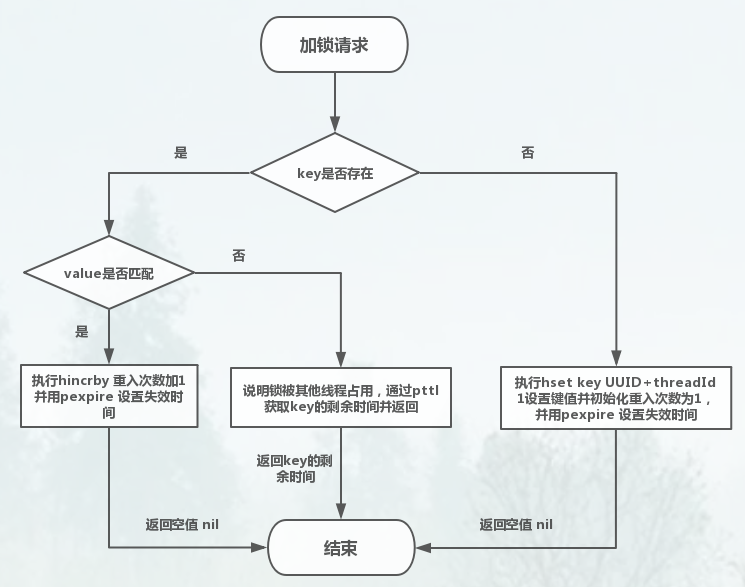 加锁请求
是
否
key是否存在
否
value是否匹配
是
执行hincrby 重入次数加1
并用pexpire 设置失效时
间
说明锁被其他线程占用，通过pttl
获取key的剩余时间并返回
执行hset key UUID+threadId
1设置键值并初始化重入次数为1，
并用pexpire 设置失效时间
返回key的剩
余时间
返回空值 nil
返回空值 nil
结束